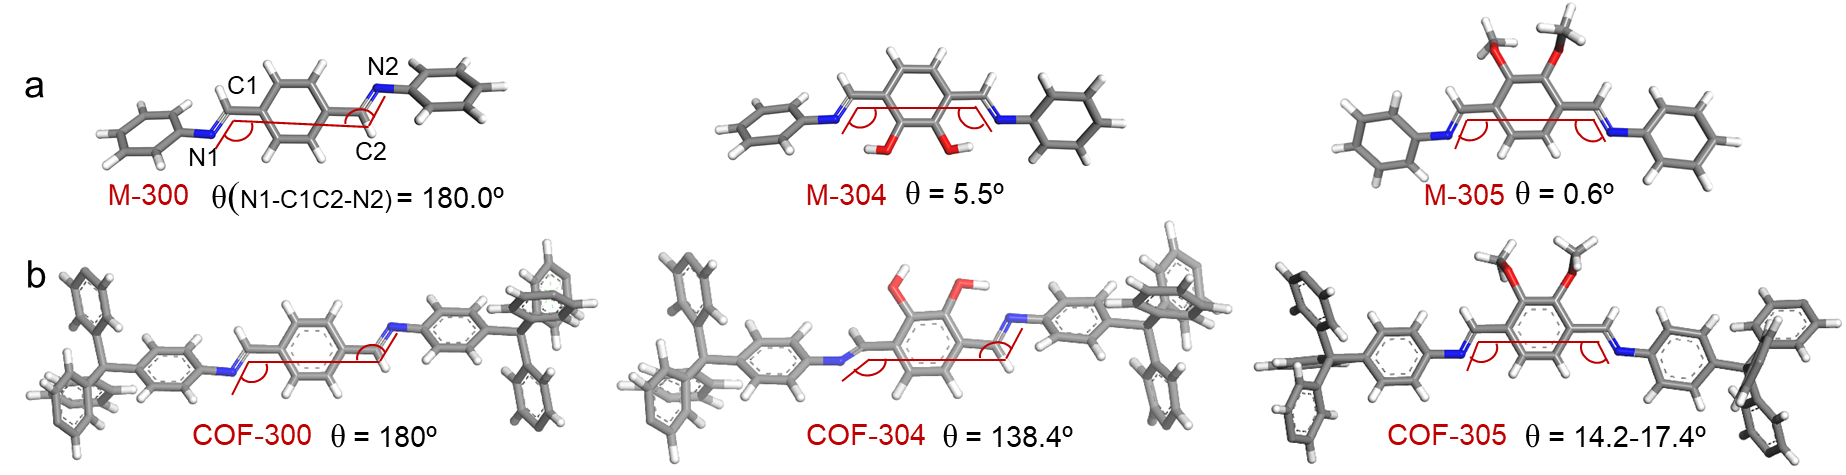 a
C1
N2
N1
C2
M-300 θ(N1-C1C2-N2) = 180.0º
M-304 θ = 5.5º
M-305 θ = 0.6º
b
COF-300 θ = 180º
COF-304 θ = 138.4º
COF-305 θ = 14.2-17.4º